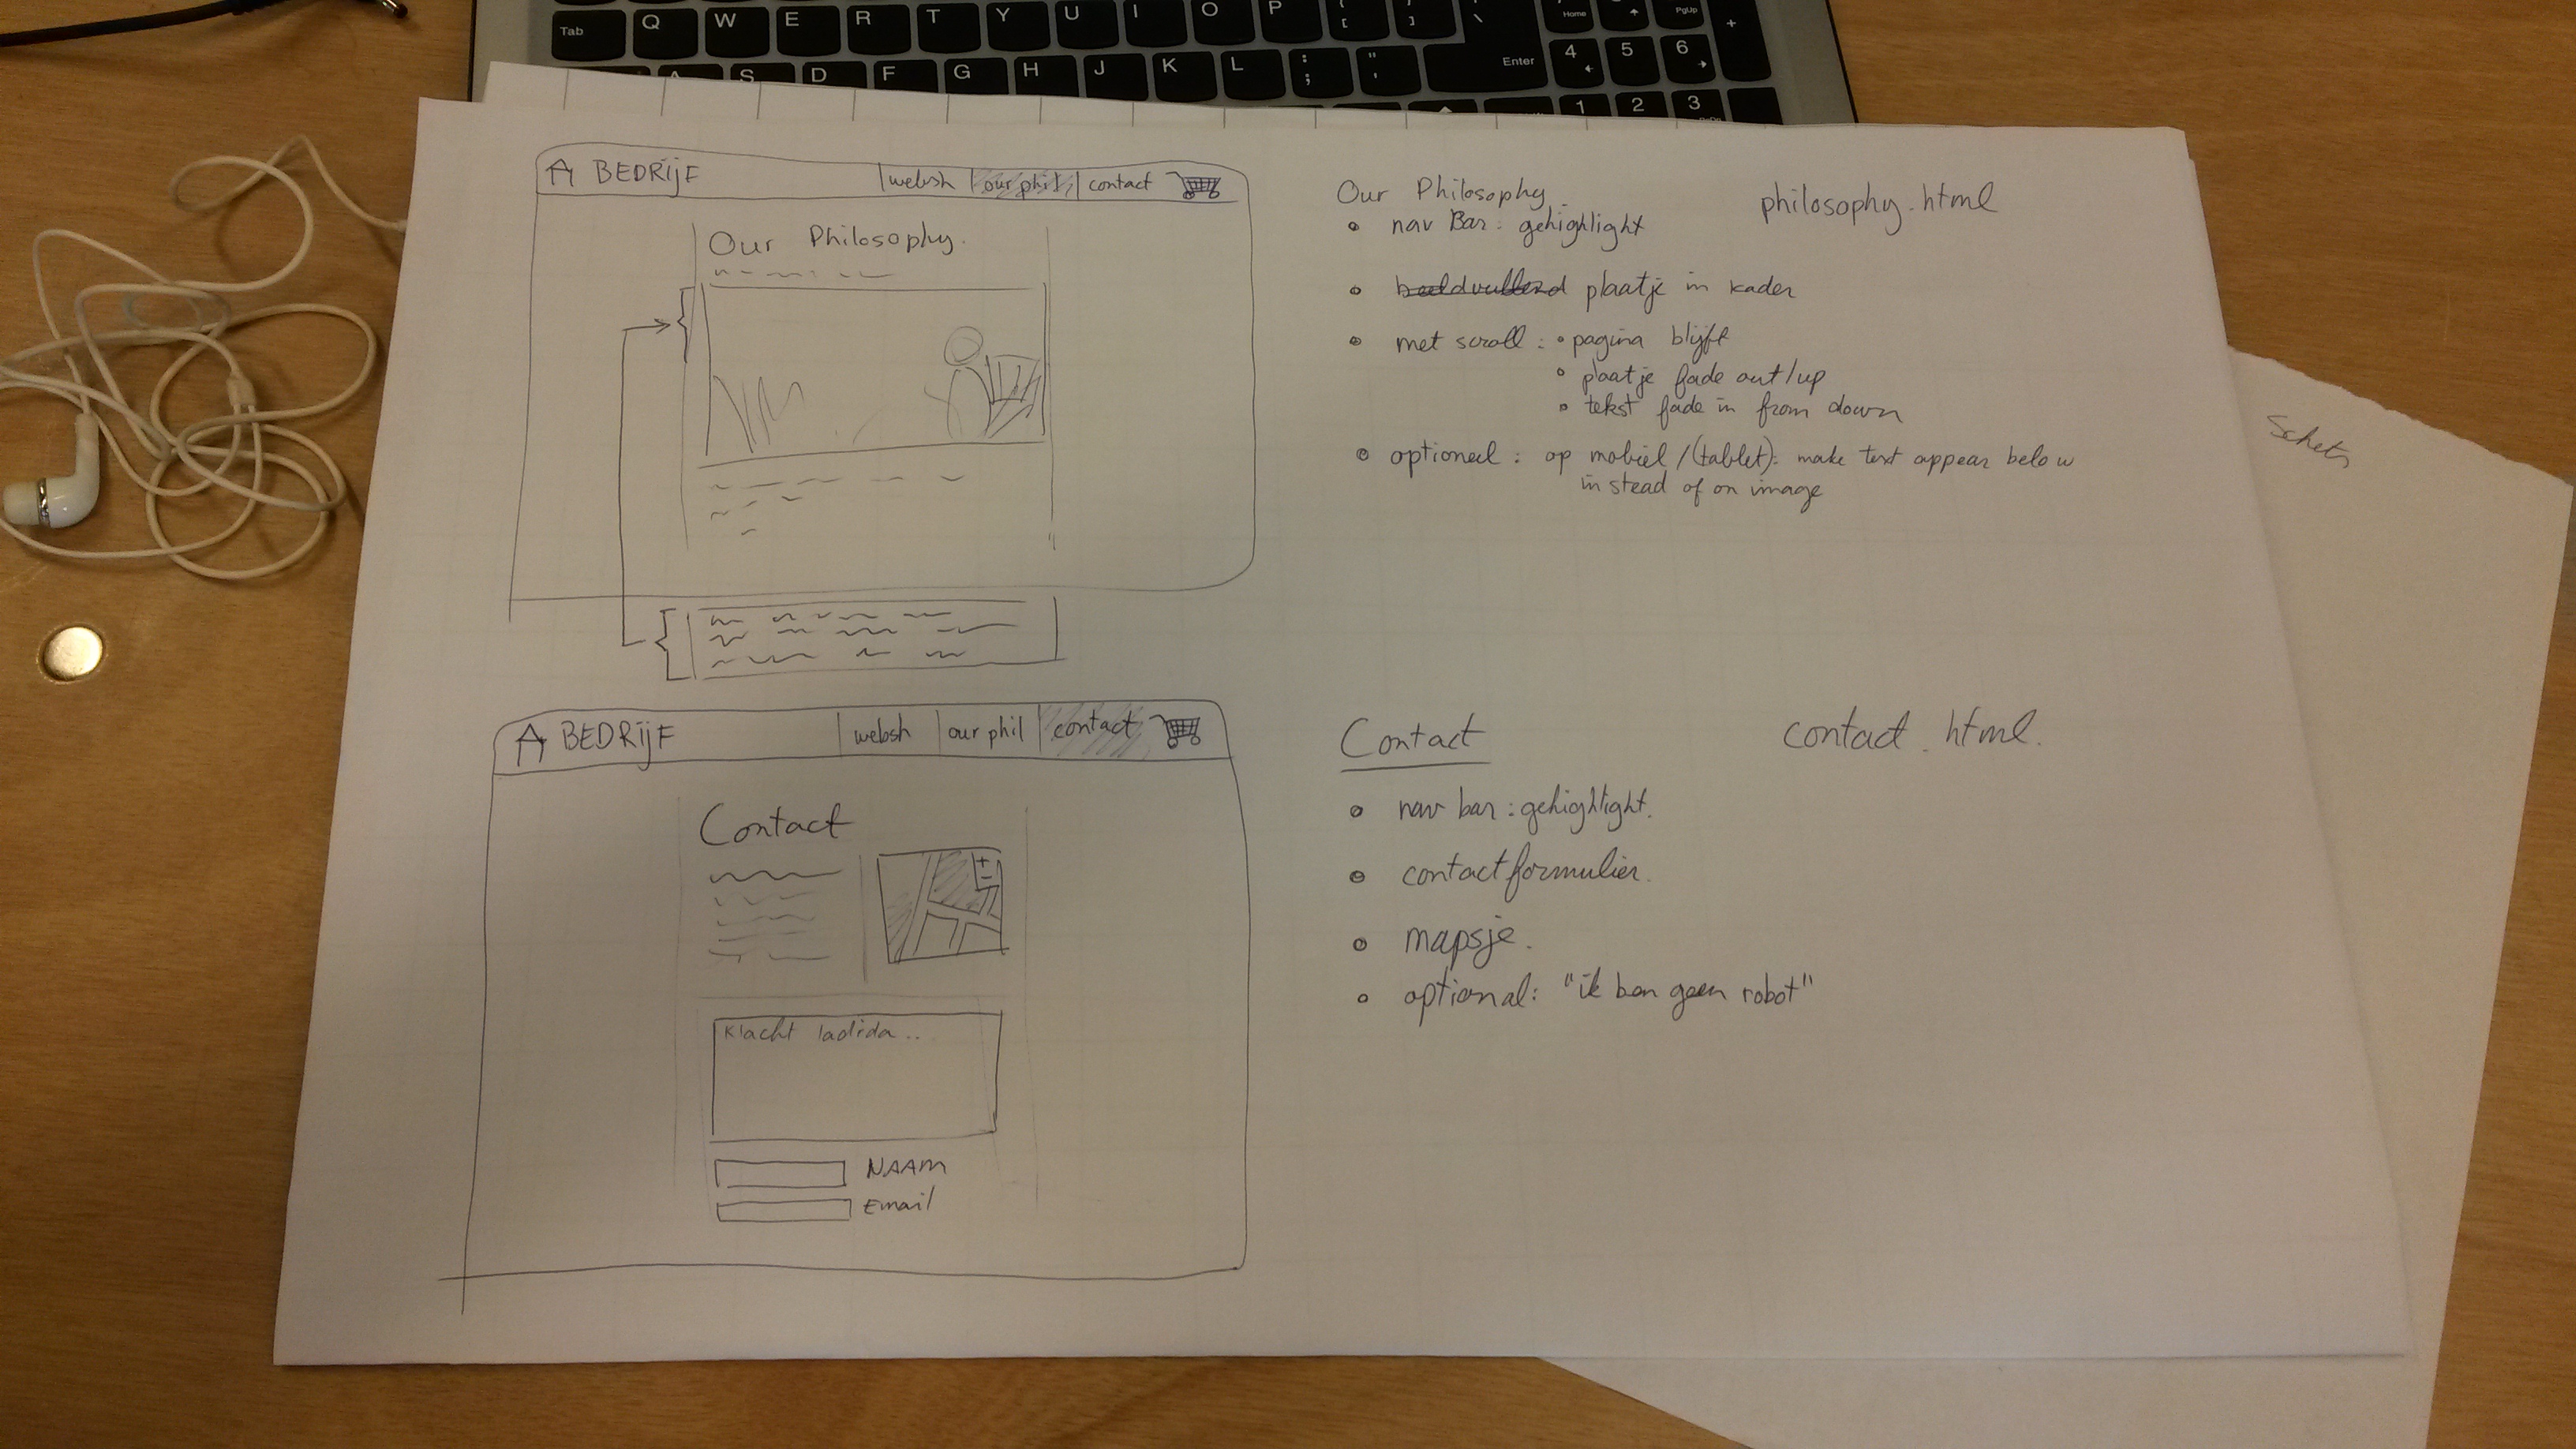 Tab Q W E R T Y U I O P { [ } ] \ Home PgUp +
A S D F G H J K L : ; " ' Enter 4 5 6
1 2 3
BEDRijF websh our phil contact
Our Philosophy.
Our Philosophy philosophy.html
• nav Bar: gehighlight
• beeldvullend plaatje in kader
• met scroll: • pagina blijft
• plaatje fade out/up
• tekst fade in from down
• optioneel: op mobiel/(tablet): make text appear below
in stead of on image
Schets
BEDRijF websh our phil contact
Contact
+
-
Klacht ladida..
NAAM
Email
Contact contact.html.
• nav bar: gehighlight.
• contactformulier.
• mapsje.
• optional: "ik ben geen robot"